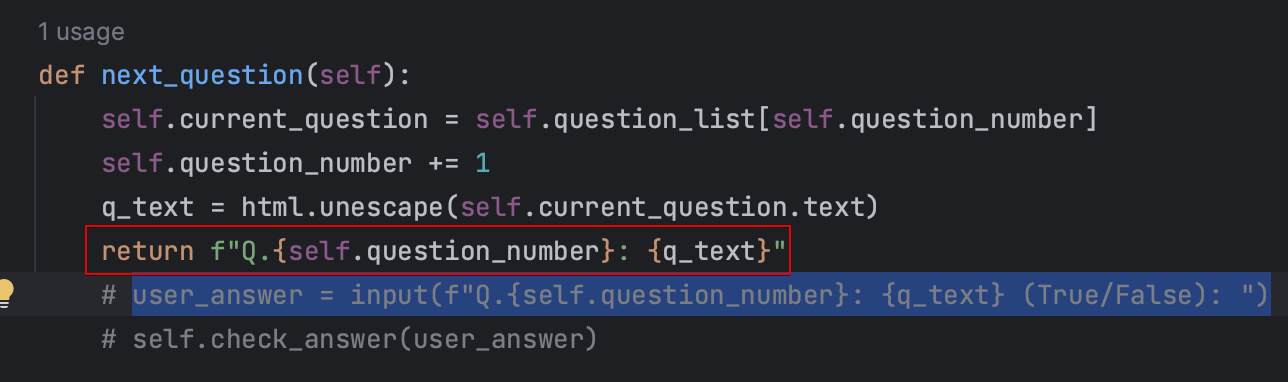 1 usage
def next_question(self):
    self.current_question = self.question_list[self.question_number]
    self.question_number += 1
    q_text = html.unescape(self.current_question.text)
    return f"Q.{self.question_number}: {q_text}"
    # user_answer = input(f"Q.{self.question_number}: {q_text} (True/False): ")
    # self.check_answer(user_answer)